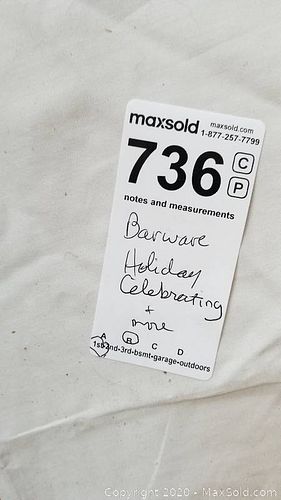 maxsold maxsold.com
1-877-257-7799
736 C
P
notes and measurements
Barware
Holiday
Celebrating
+
more
A B C D
1st-2nd-3rd-bsmt-garage-outdoors
Copyright 2020 - MaxSold.com